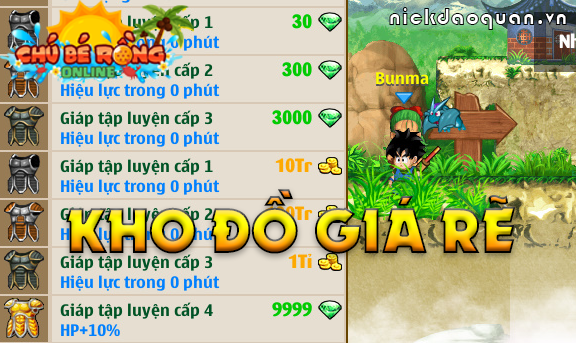 nickdaoquan.vn
CHÚ BÉ RỒNG
ONLINE
Giáp tập luyện cấp 1 30
Hiệu lực trong 0 phút
Giáp tập luyện cấp 2 300
Hiệu lực trong 0 phút
Giáp tập luyện cấp 3 3000
Hiệu lực trong 0 phút
Giáp tập luyện cấp 1 10Tr
Hiệu lực trong 0 phút
Giáp tập luyện cấp 3 1Ti
Hiệu lực trong 0 phút
Giáp tập luyện cấp 4 9999
HP+10%
Bunma
KHO ĐỒ GIÁ RẼ